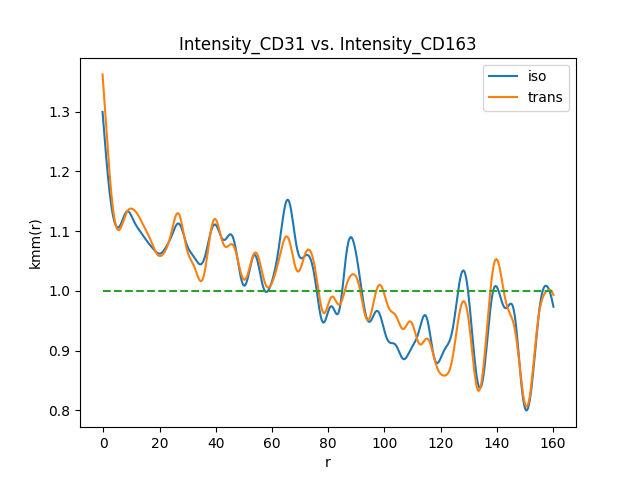 Intensity_CD31 vs. Intensity_CD163
iso
trans
kmm(r)
1.3
1.2
1.1
1.0
0.9
0.8
0 20 40 60 80 100 120 140 160
r